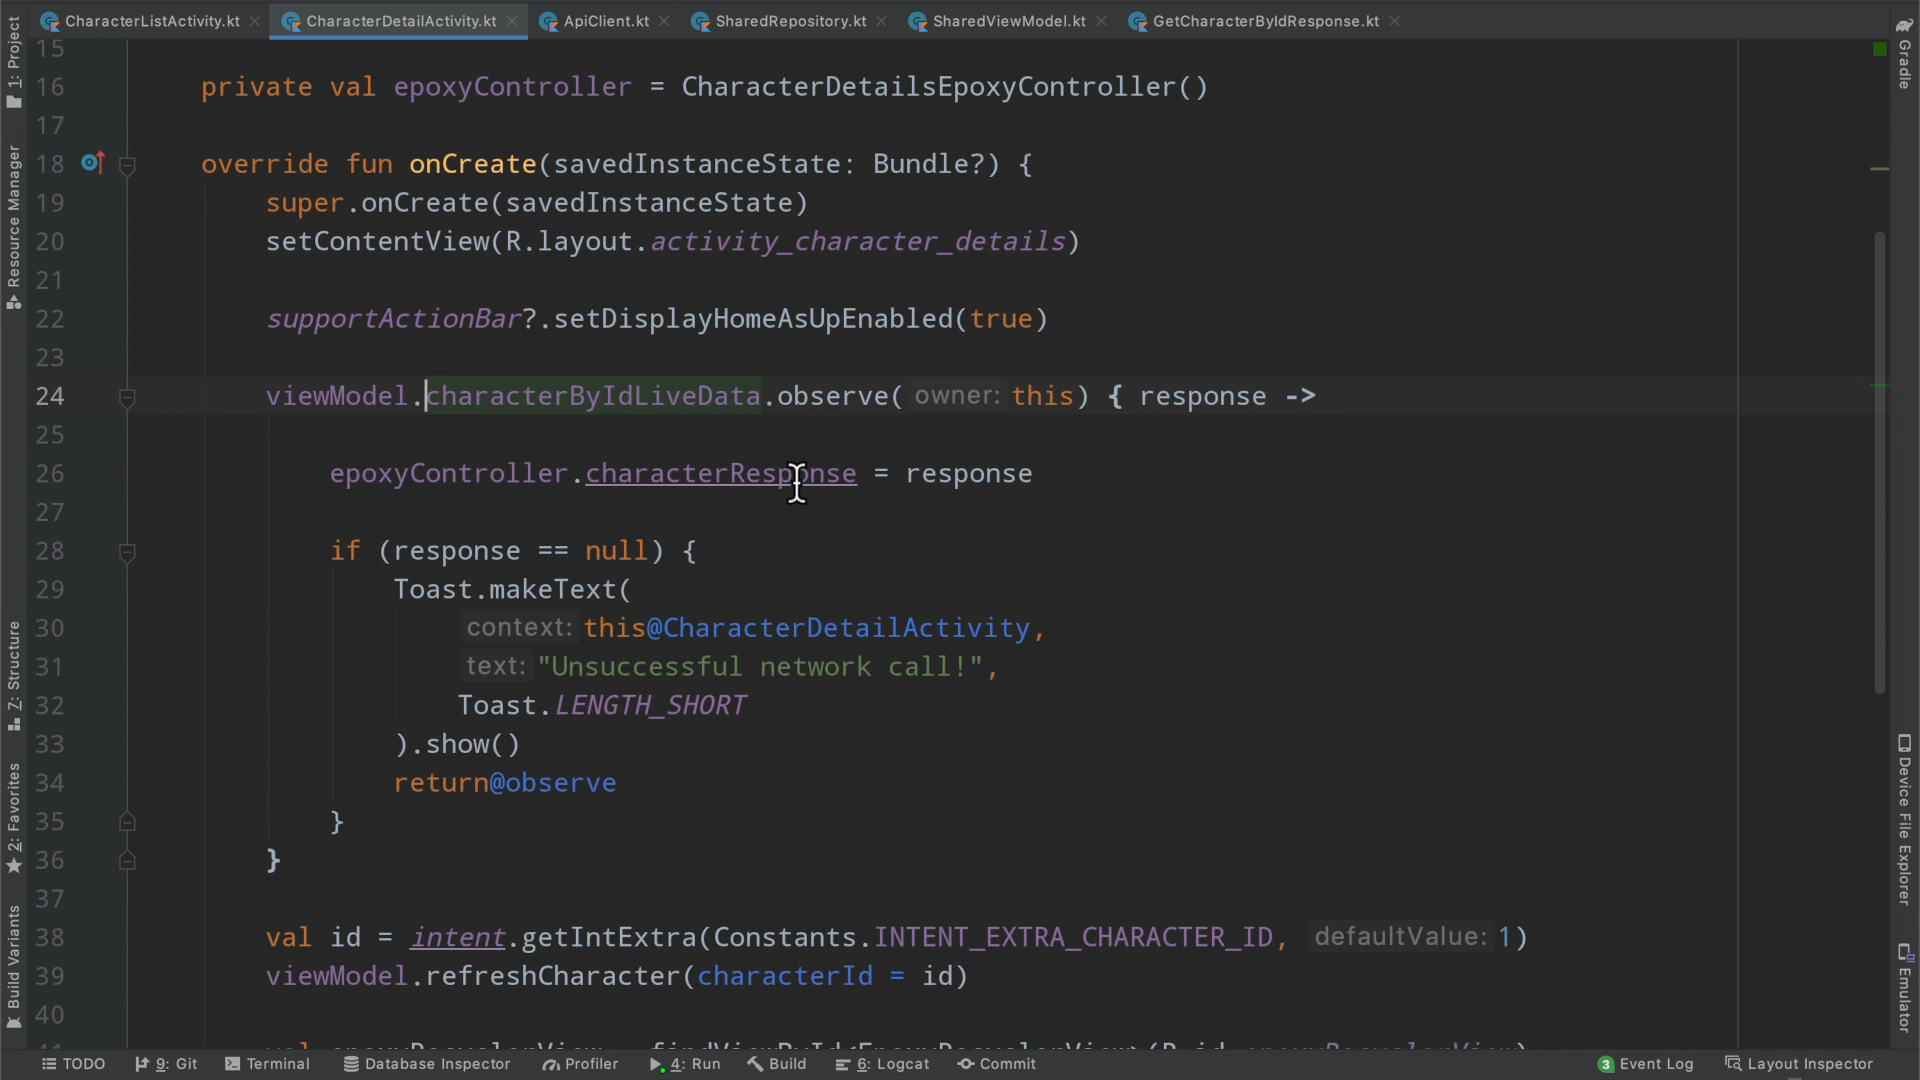 CharacterListActivity.kt
CharacterDetailActivity.kt
ApiClient.kt
SharedRepository.kt
SharedViewModel.kt
GetCharacterByIdResponse.kt
1: Project
Resource Manager
Z: Structure
2: Favorites
Build Variants
15
16 private val epoxyController = CharacterDetailsEpoxyController()
17
18 override fun onCreate(savedInstanceState: Bundle?) {
19 super.onCreate(savedInstanceState)
20 setContentView(R.layout.activity_character_details)
21
22 supportActionBar?.setDisplayHomeAsUpEnabled(true)
23
24 viewModel.characterByIdLiveData.observe( owner: this) { response ->
25
26 epoxyController.characterResponse = response
27
28 if (response == null) {
29 Toast.makeText(
30 context: this@CharacterDetailActivity,
31 text: "Unsuccessful network call!",
32 Toast.LENGTH_SHORT
33 ).show()
34 return@observe
35 }
36 }
37
38 val id = intent.getIntExtra(Constants.INTENT_EXTRA_CHARACTER_ID, defaultValue: 1)
39 viewModel.refreshCharacter(characterId = id)
40
Gradle
Device File Explorer
Emulator
TODO
9: Git
Terminal
Database Inspector
Profiler
4: Run
Build
6: Logcat
Commit
3 Event Log
Layout Inspector